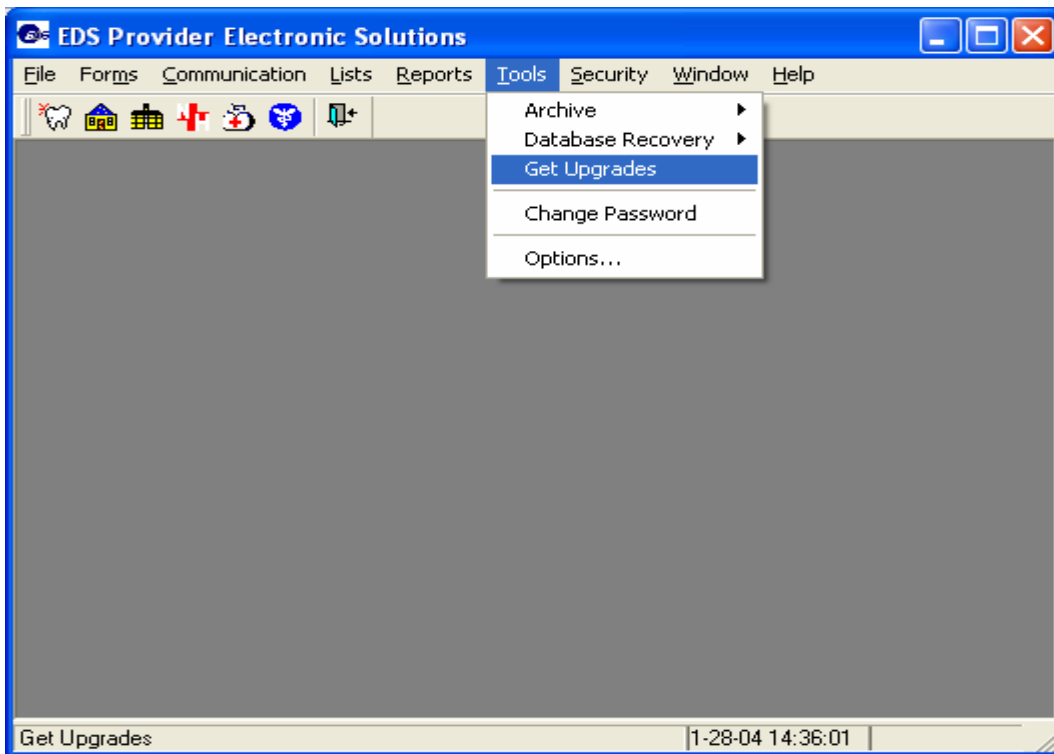 EDS EDS Provider Electronic Solutions
File Forms Communication Lists Reports Tools Security Window Help
Archive
Database Recovery
Get Upgrades
Change Password
Options...
Get Upgrades 1-28-04 14:36:01